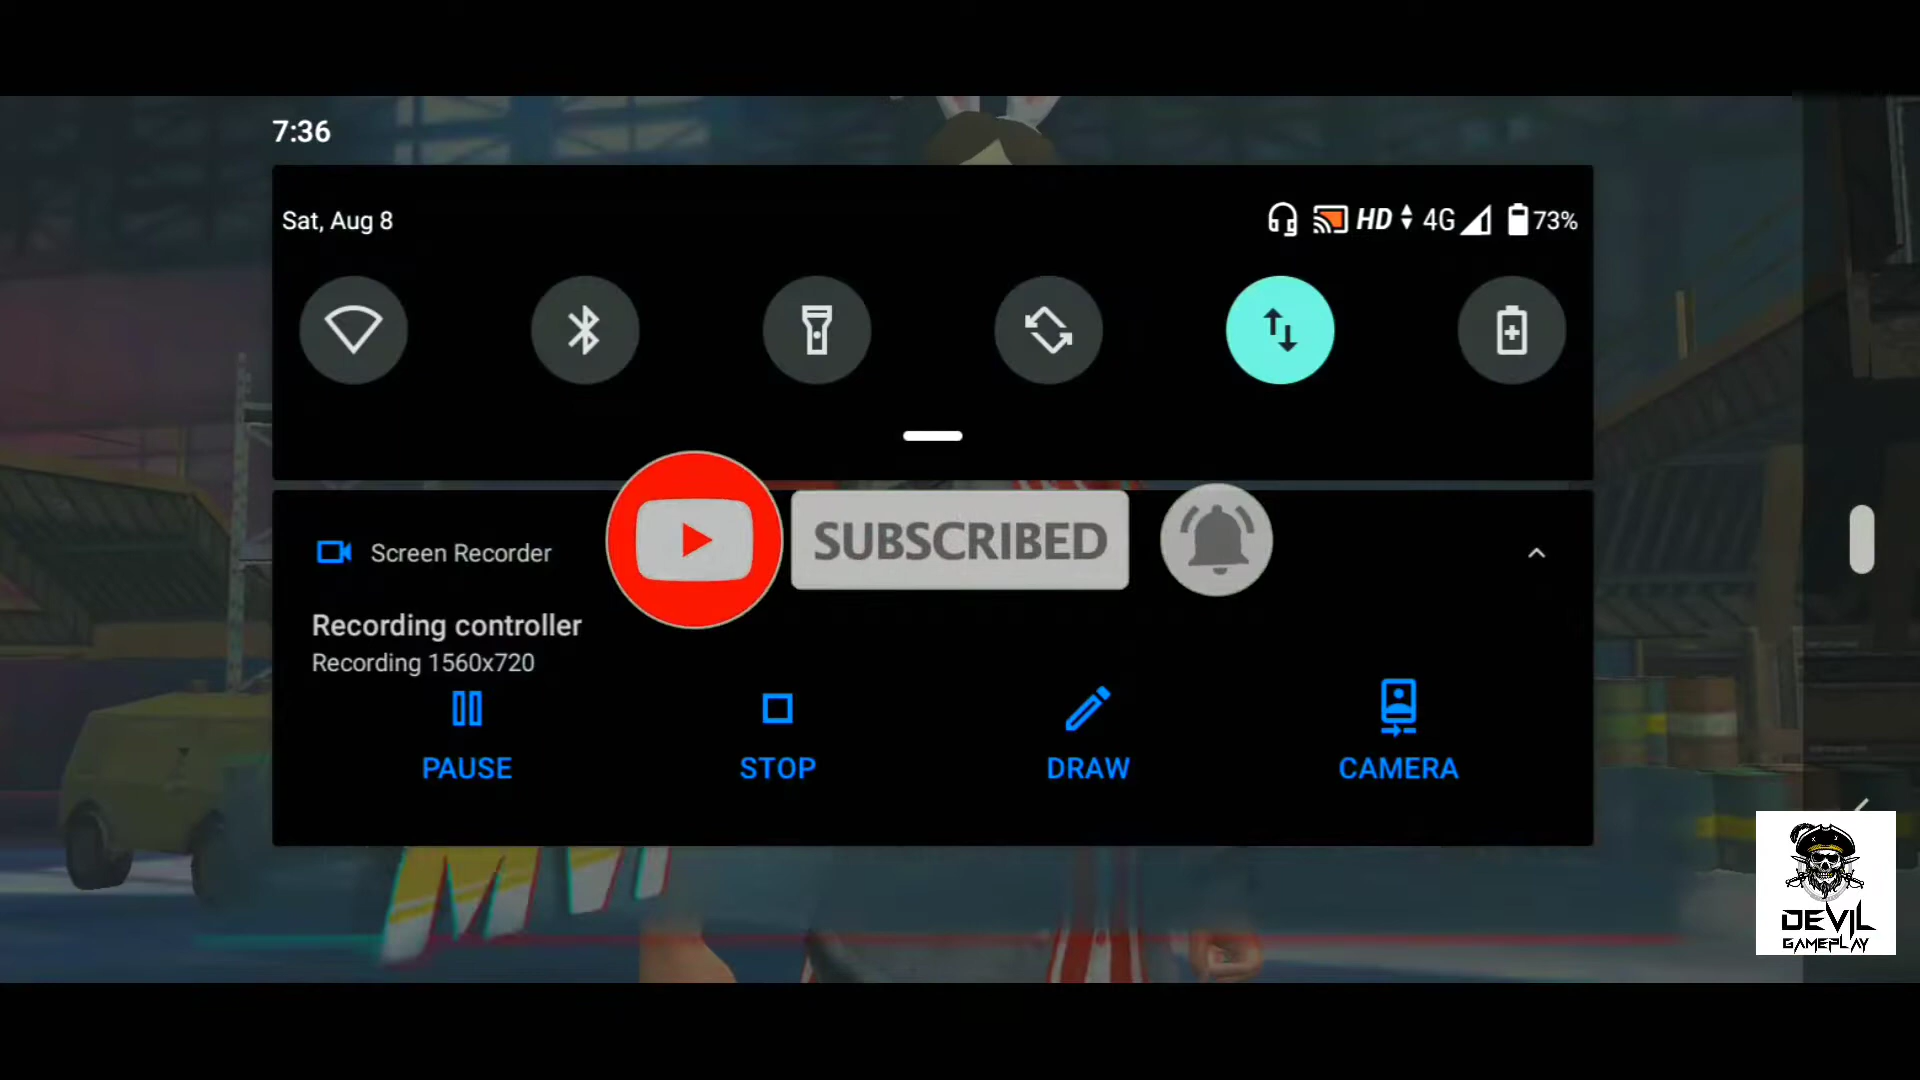 7:36
Sat, Aug 8
HD 4G 73%
SUBSCRIBED
Screen Recorder
Recording controller
Recording 1560x720
PAUSE STOP DRAW CAMERA
DEVIL
GAMEPLAY